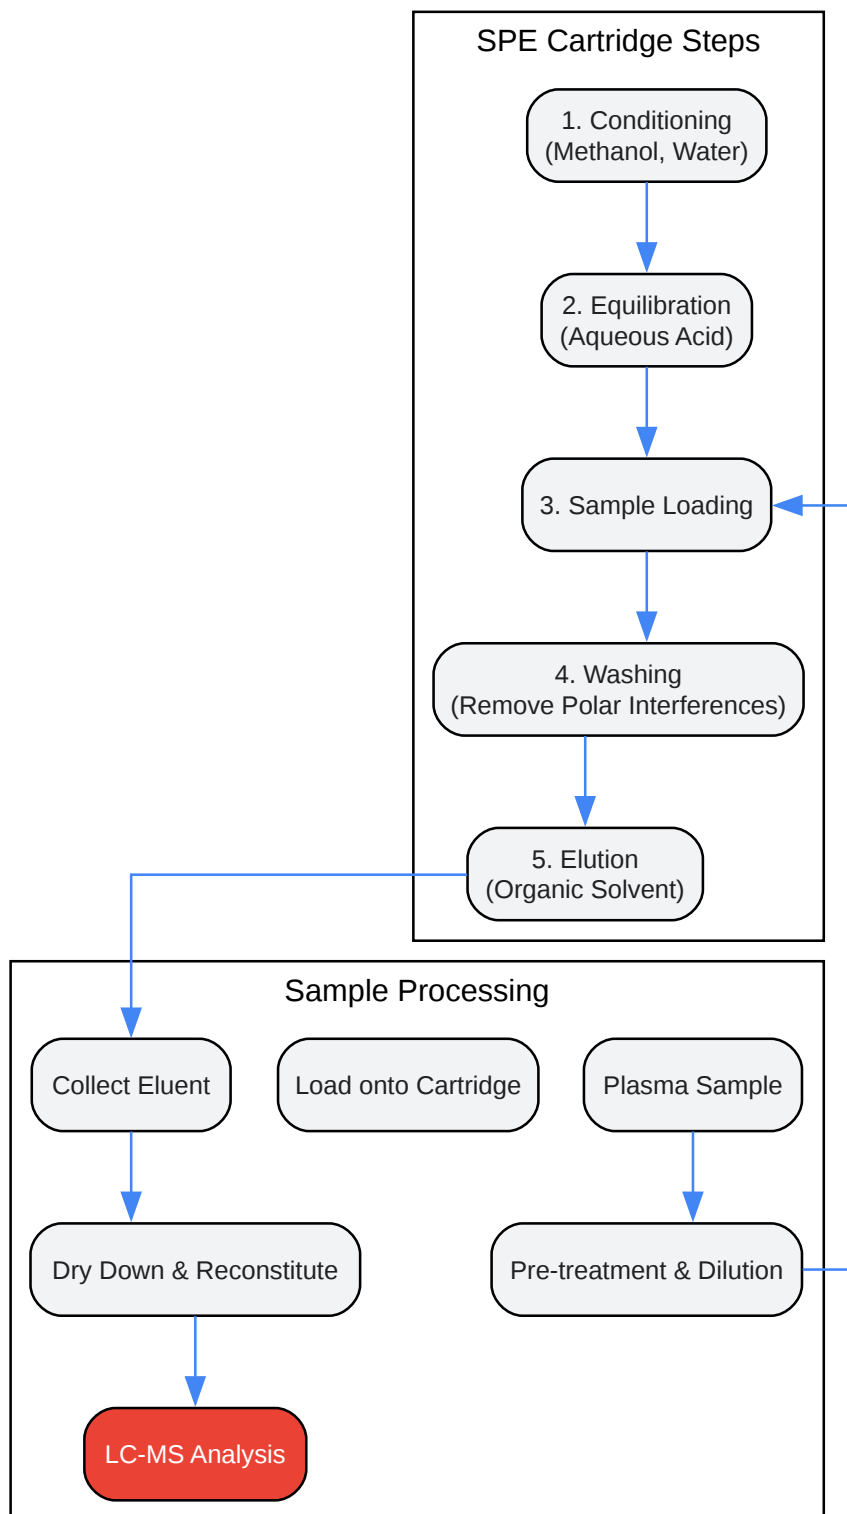 SPE Cartridge Steps
1. Conditioning
(Methanol, Water)
2. Equilibration
(Aqueous Acid)
3. Sample Loading
4. Washing
(Remove Polar Interferences)
5. Elution
(Organic Solvent)
Sample Processing
Collect Eluent
Load onto Cartridge
Plasma Sample
Dry Down & Reconstitute
Pre-treatment & Dilution
LC-MS Analysis